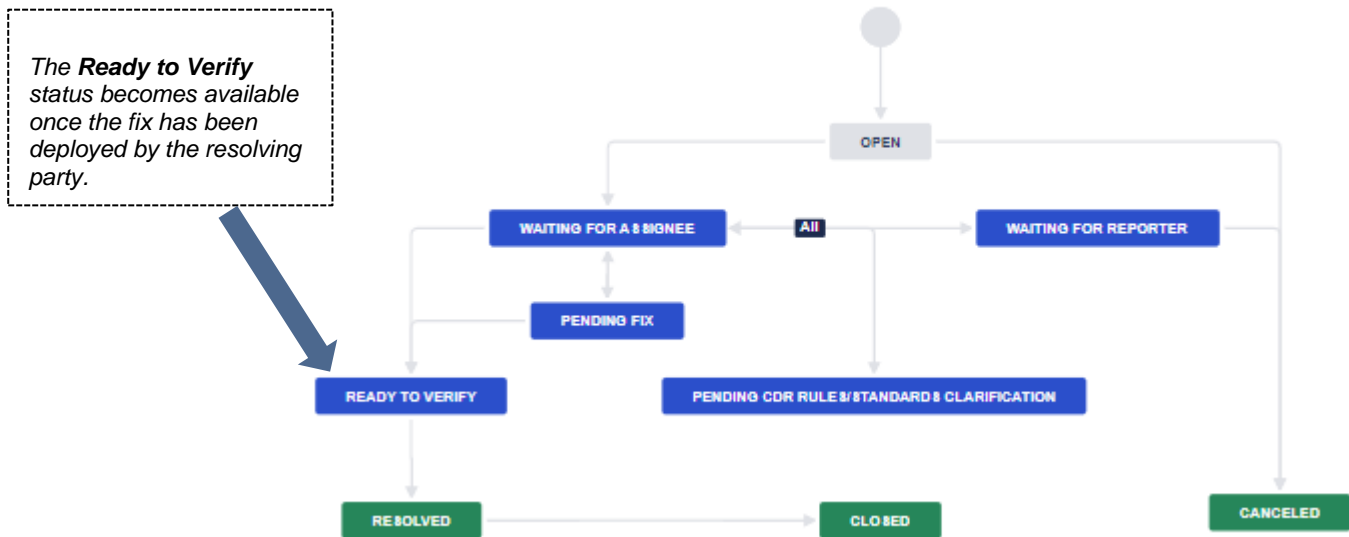 The Ready to Verify
status becomes available
once the fix has been
deployed by the resolving
party.
OPEN
WAITING FOR ASSIGNEE
All
WAITING FOR REPORTER
PENDING FIX
READY TO VERIFY
PENDING CDR RULES/STANDARDS CLARIFICATION
RESOLVED
CLOSED
CANCELED